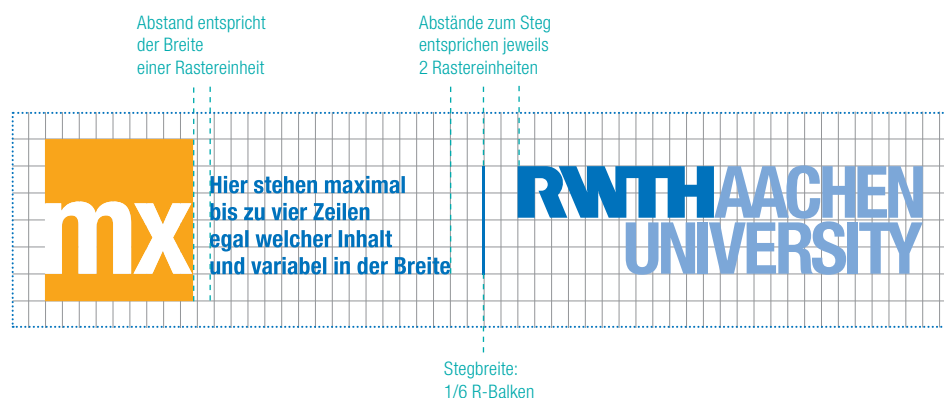 Abstand entspricht
der Breite
einer Rastereinheit
Abstände zum Steg
entsprichen jeweils
2 Rastereinheiten
mx
Hier stehen maximal
bis zu vier Zeilen
egal welcher Inhalt
und variabel in der Breite
RWTHAACHEN
UNIVERSITY
Stegbreite:
1/6 R-Balken